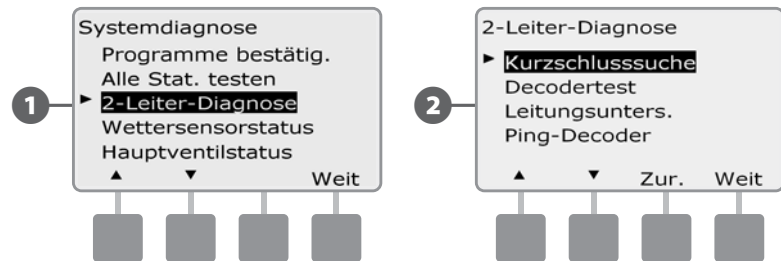 Systemdiagnose
Programme bestätig.
Alle Stat. testen
1
► 2-Leiter-Diagnose
Wettersensorstatus
Hauptventilstatus
▲ ▼ Weit
2-Leiter-Diagnose
► Kurzschlusssuche
Decodertest
2
Leitungsunters.
Ping-Decoder
▲ ▼ Zur. Weit